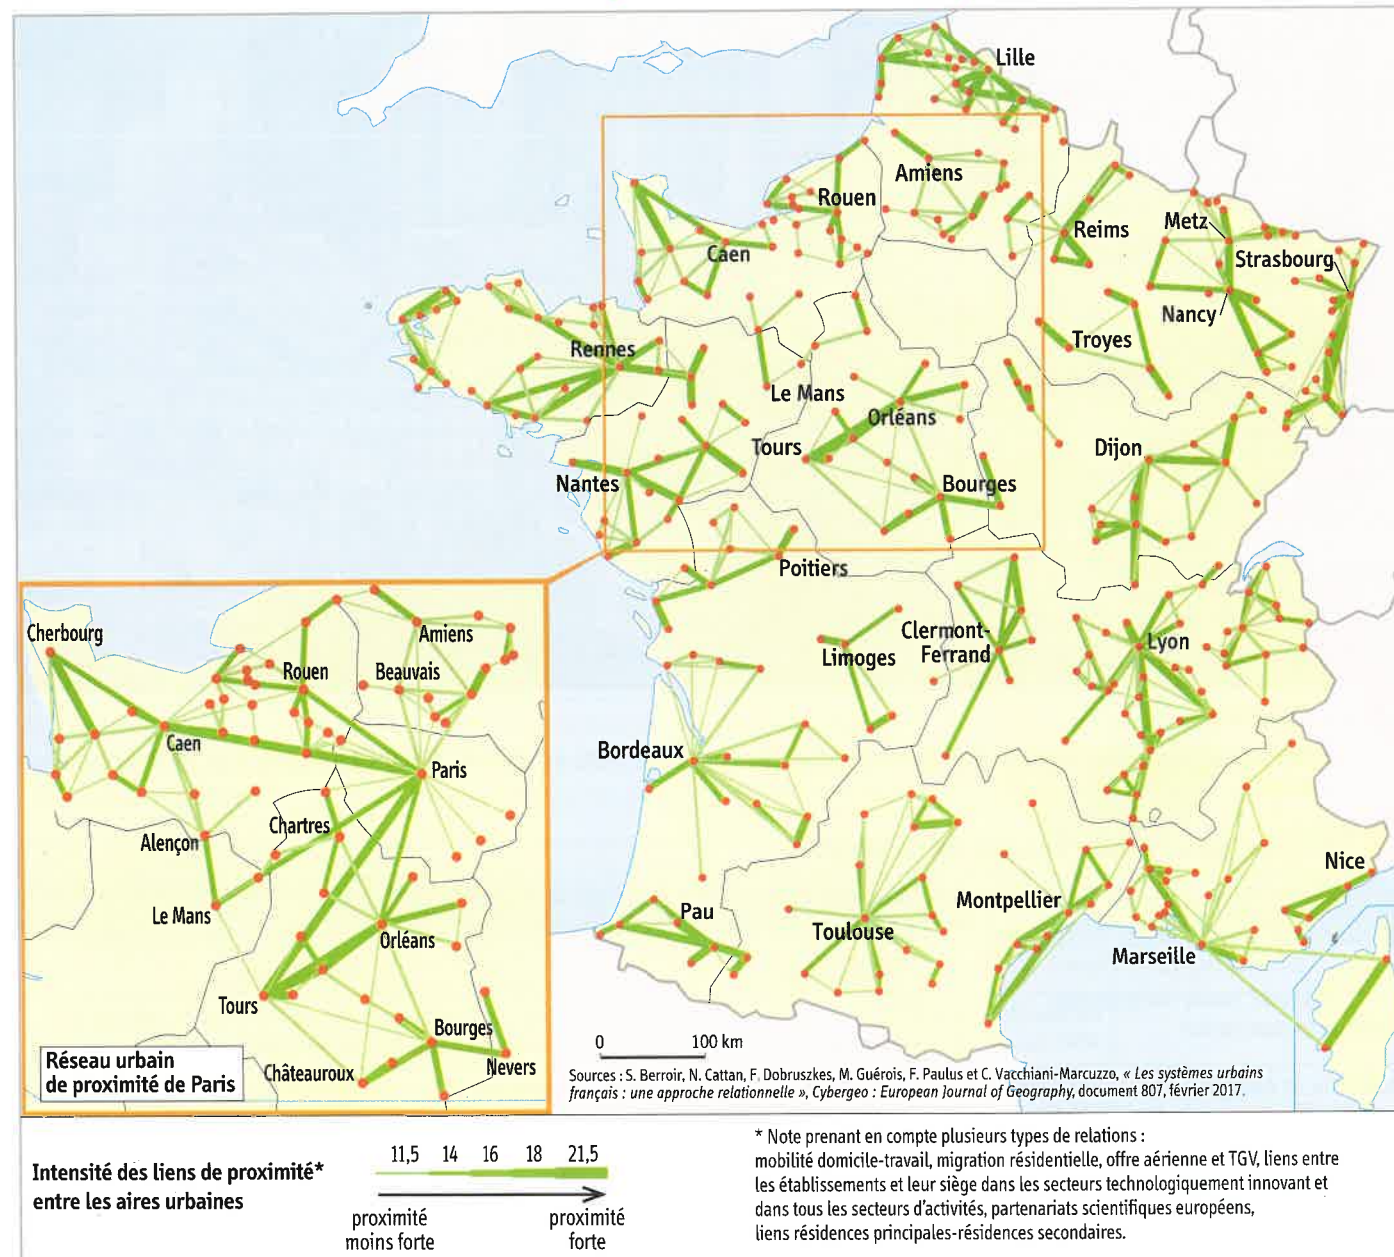 Lille
Amiens
Rouen
Reims
Metz
Caen
Strasbourg
Nancy
Troyes
Rennes
Le Mans
Orléans
Tours
Dijon
Nantes
Bourges
Poitiers
Clermont-
Ferrand
Limoges
Lyon
Bordeaux
Nice
Montpellier
Pau
Toulouse
Marseille
Cherbourg
Amiens
Rouen
Beauvais
Caen
Paris
Chartres
Alençon
Le Mans
Orléans
Tours
Bourges
Châteauroux
Nevers
Réseau urbain
de proximité de Paris
0 100 km
Sources : S. Berroir, N. Cattan, F. Dobruszkes, M. Guérois, F. Paulus et C. Vacchiani-Marcuzzo, « Les systèmes urbains
français : une approche relationnelle », Cybergeo : European Journal of Geography, document 807, février 2017.
Intensité des liens de proximité*
entre les aires urbaines
11,5 14 16 18 21,5
proximité
moins forte
proximité
forte
* Note prenant en compte plusieurs types de relations :
mobilité domicile-travail, migration résidentielle, offre aérienne et TGV, liens entre
les établissements et leur siège dans les secteurs technologiquement innovant et
dans tous les secteurs d'activités, partenariats scientifiques européens,
liens résidences principales-résidences secondaires.